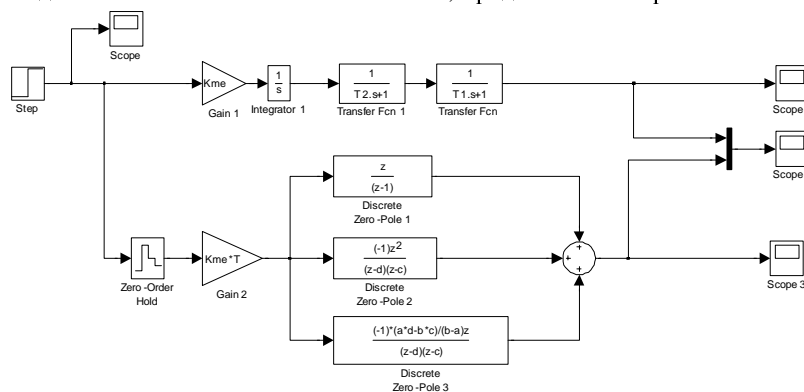 Scope
Step
Kme
Gain 1
1
s
Integrator 1
1
T2.s+1
Transfer Fcn 1
1
T1.s+1
Transfer Fcn
Scope
Scope
z
(z-1)
Discrete
Zero -Pole 1
Zero -Order
Hold
Kme*T
Gain 2
(-1)z2
(z-d)(z-c)
Discrete
Zero -Pole 2
+
+
+
Scope 3
(-1)*(a*d-b*c)/(b-a)z
(z-d)(z-c)
Discrete
Zero -Pole 3